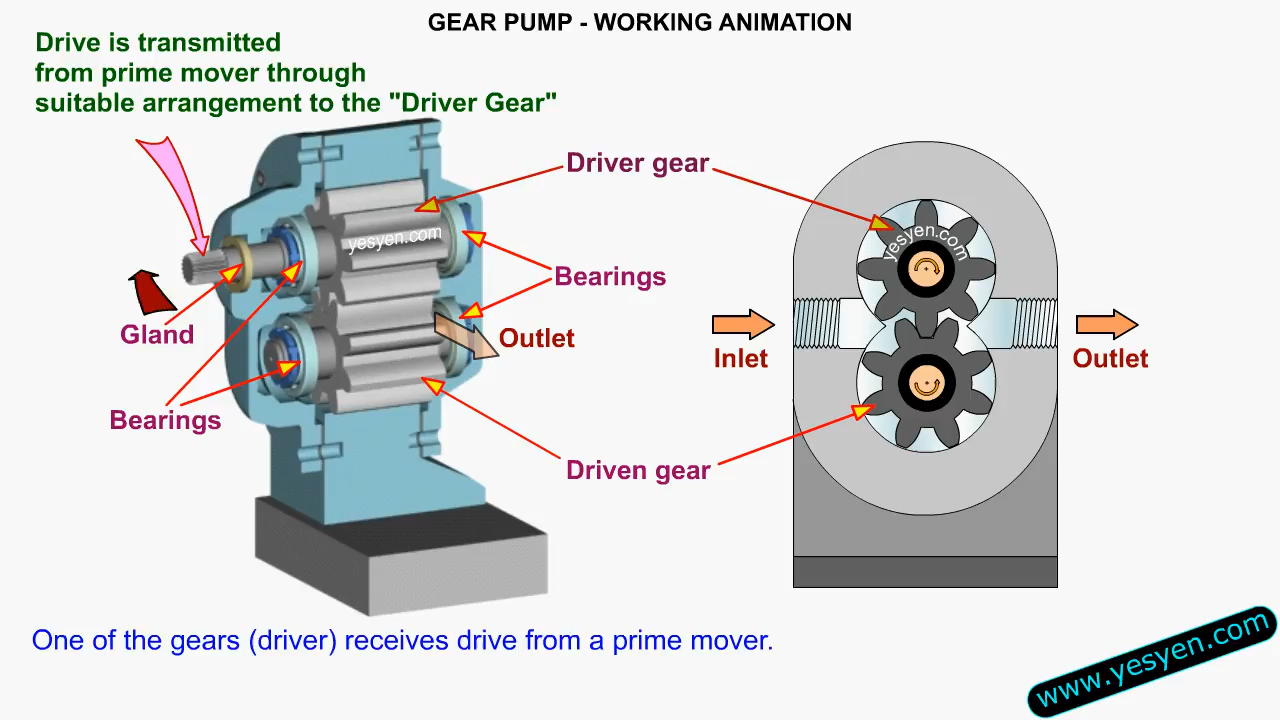 GEAR PUMP - WORKING ANIMATION
Drive is transmitted
from prime mover through
suitable arrangement to the "Driver Gear"
Driver gear
yesyen.com
yesyen.com
Bearings
Gland
Outlet
Inlet
Outlet
Bearings
Driven gear
One of the gears (driver) receives drive from a prime mover.
www.yesyen.com